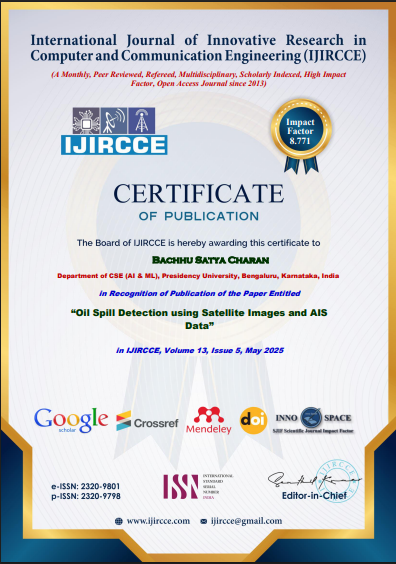 International Journal of Innovative Research in
Computer and Communication Engineering (IJIRCCE)
(A Monthly, Peer Reviewed, Refereed, Multidisciplinary, Scholarly Indexed, High Impact
Factor, Open Access Journal since 2013)
IJIRCCE
Impact
Factor
8.771
CERTIFICATE
OF PUBLICATION
The Board of IJIRCCE is hereby awarding this certificate to
BACHHU SATYA CHARAN
Department of CSE (AI & ML), Presidency University, Bengaluru, Karnataka, India
in Recognition of Publication of the Paper Entitled
“Oil Spill Detection using Satellite Images and AIS
Data”
in IJIRCCE, Volume 13, Issue 5, May 2025
Google
scholar
Crossref
Mendeley
doi
INNO SPACE
SJIF Scientific Journal Impact Factor
e-ISSN: 2320-9801
p-ISSN: 2320-9798
ISSN
INTERNATIONAL
STANDARD
SERIAL
NUMBER
INDIA
IJIRCCE
Editor-in-Chief
www.ijircce.com ijircce@gmail.com